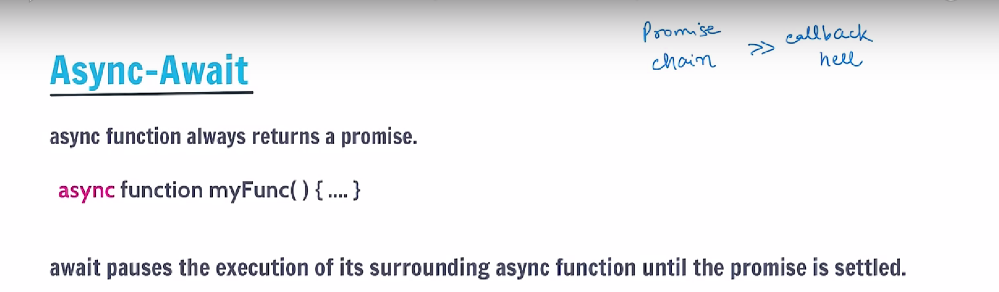 Promise >> callback
chain hell
Async-Await
async function always returns a promise.
async function myFunc( ) { .... }
await pauses the execution of its surrounding async function until the promise is settled.